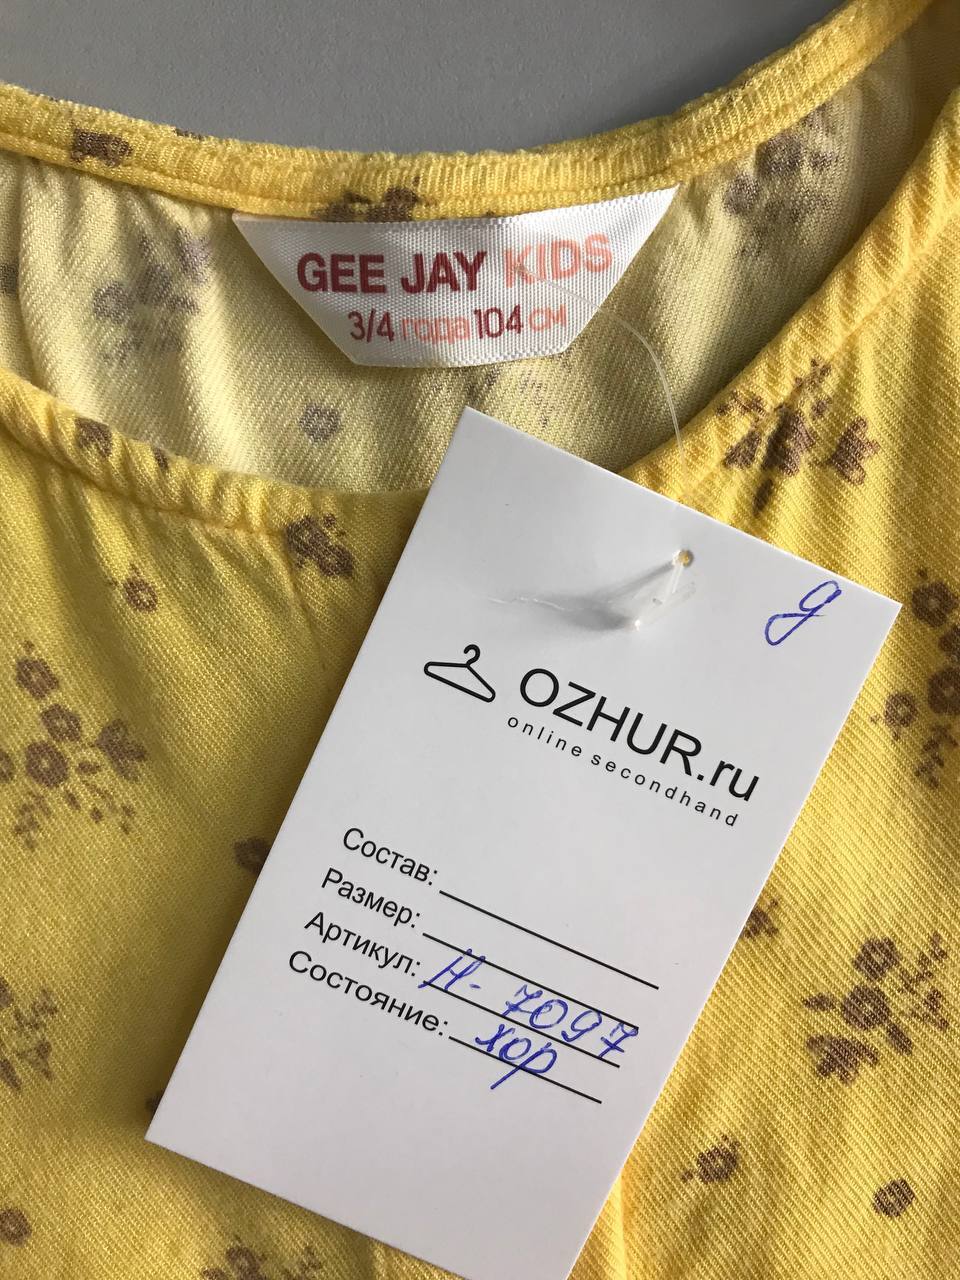 GEE JAY KIDS
3/4 года 104 см
g
OZHUR.ru
online secondhand
Состав:
Размер:
Артикул: Н-7097
Состояние: хор